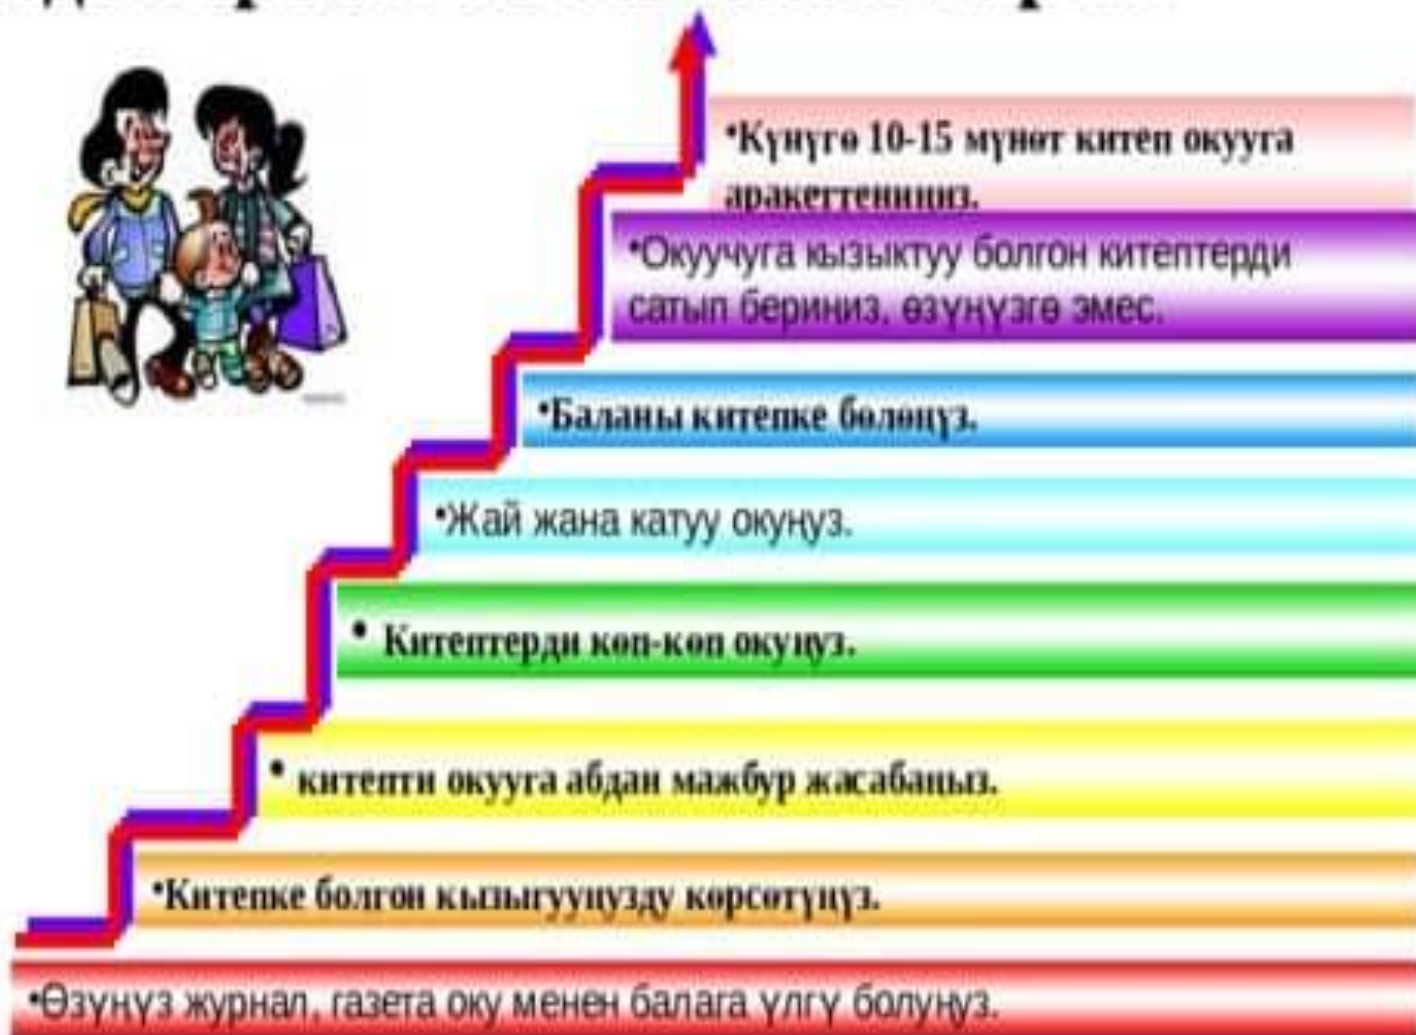 •Күнүгө 10-15 мүнөт китеп окууга
аракеттениңиз.
•Окуучуга кызыктуу болгон китептерди
сатып бериңиз, өзүңүзгө эмес.
•Баланы китепке бөлөңүз.
•Жай жана катуу окуңуз.
• Китептерди көп-көп окуңуз.
• китепти окууга абдан мажбур жасабаңыз.
•Китепке болгон кызыгууңузду көрсөтүңүз.
•Өзүңүз журнал, газета оку менен балага үлгү болуңуз.